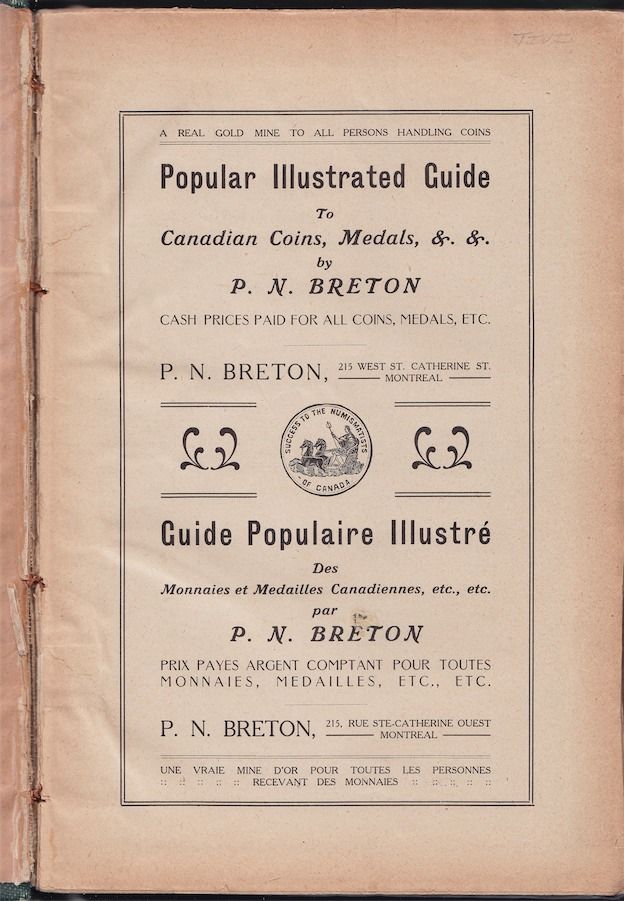 A REAL GOLD MINE TO ALL PERSONS HANDLING COINS
Popular Illustrated Guide
To
Canadian Coins, Medals, &. &.
by
P. N. BRETON
CASH PRICES PAID FOR ALL COINS, MEDALS, ETC.
P. N. BRETON, 215 WEST ST. CATHERINE ST.
MONTREAL
SUCCESS TO THE NUMISMATISTS
- OF CANADA -
Guide Populaire Illustré
Des
Monnaies et Medailles Canadiennes, etc., etc.
par
P. N. BRETON
PRIX PAYES ARGENT COMPTANT POUR TOUTES
MONNAIES, MEDAILLES, ETC., ETC.
P. N. BRETON, 215, RUE STE-CATHERINE OUEST
MONTREAL
UNE VRAIE MINE D'OR POUR TOUTES LES PERSONNES
:: :: :: :: :: RECEVANT DES MONNAIES :: :: :: :: ::